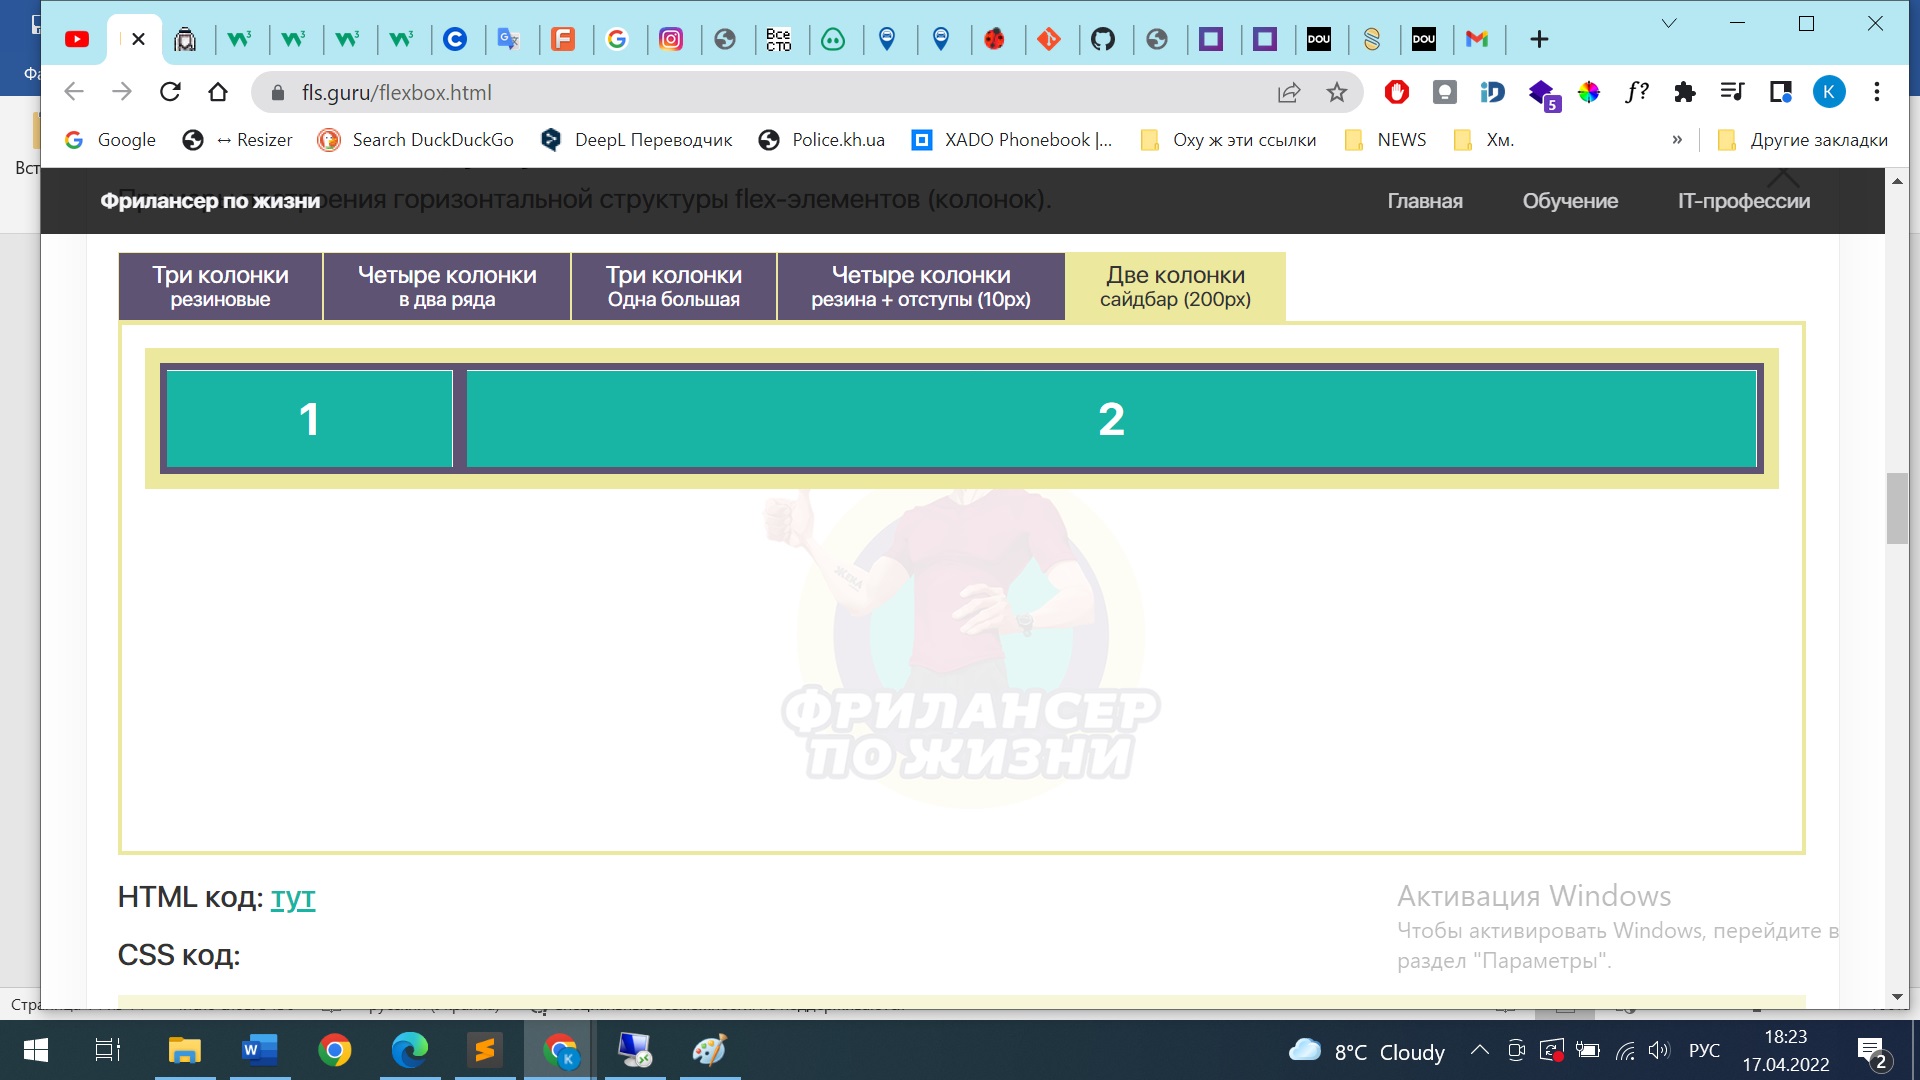 Все
СТО
DOU
DOU
fls.guru/flexbox.html
5
f?
K
Google
↔ Resizer
Search DuckDuckGo
DeepL Переводчик
Police.kh.ua
XADO Phonebook |...
Оху ж эти ссылки
NEWS
Хм.
»
Другие закладки
Фа
Вст
Фрилансер по жизни
горизонтальной структуры flex-элементов (колонок).
Главная
Обучение
IT-профессии
Три колонки
резиновые
Четыре колонки
в два ряда
Три колонки
Одна большая
Четыре колонки
резина + отступы (10px)
Две колонки
сайдбар (200px)
1
2
ЖЕКА
ФРИЛАНСЕР
ПО ЖИЗНИ
HTML код: тут
CSS код:
Активация Windows
Чтобы активировать Windows, перейдите в
раздел "Параметры".
8°C Cloudy
РУС
18:23
17.04.2022
2